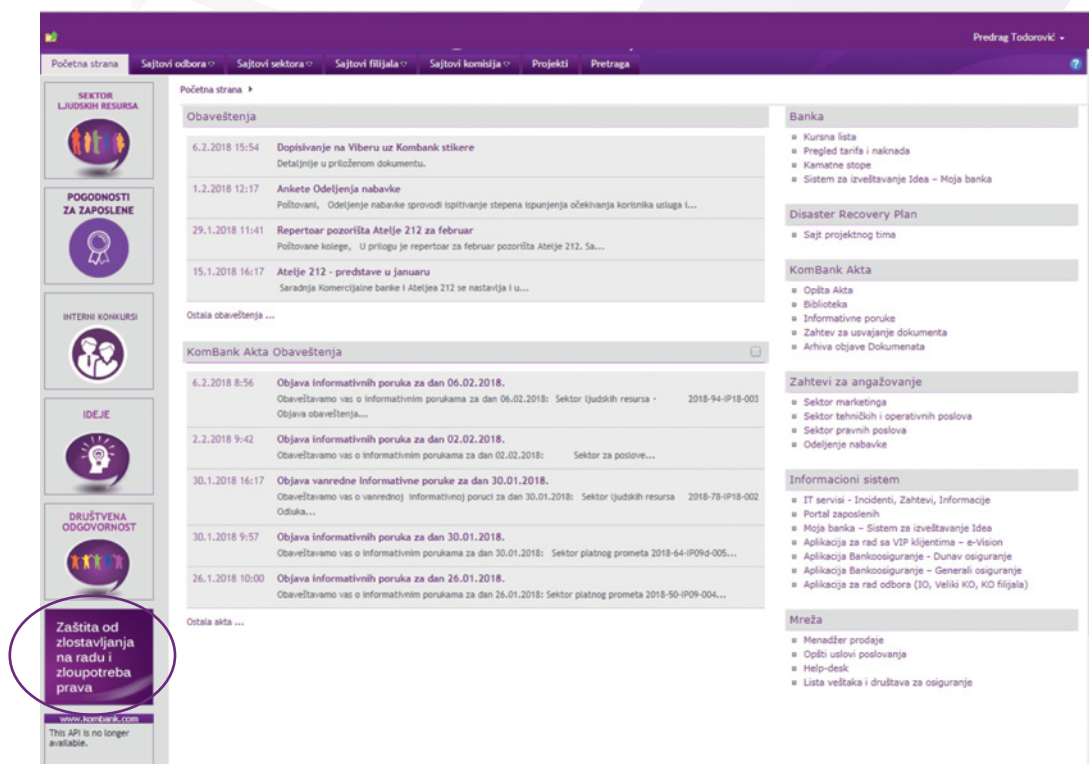 Predrag Todorović
Početna strana Sajtovi odbora Sajtovi sektora Sajtovi filijala Sajtovi komisija Projekti Pretraga
SEKTOR
LJUDSKIH RESURSA
POGODNOSTI
ZA ZAPOSLENE
INTERNI KONKURSI
IDEJE
DRUŠTVENA
ODGOVORNOST
Zaštita od
zlostavljanja
na radu i
zloupotreba
prava
www.kombank.com
This API is no longer
available.
Početna strana
Obaveštenja
6.2.2018 15:54 Dopisivanje na Viberu uz Kombank stikere
Detaljnije u priloženom dokumentu.
1.2.2018 12:17 Ankete Odeljenja nabavke
Poštovani, Odeljenje nabavke sprovodi ispitivanje stepena ispunjenja očekivanja korisnika usluga i...
29.1.2018 11:41 Repertoar pozorišta Atelje 212 za februar
Poštovane kolege, U prilogu je repertoar za februar pozorišta Atelje 212. Sa...
15.1.2018 16:17 Atelje 212 - predstave u januaru
Saradnja Komercijalne banke i Ateljea 212 se nastavlja i u...
Ostala obaveštenja ...
KomBank Akta Obaveštenja
6.2.2018 8:56 Objava informativnih poruka za dan 06.02.2018.
Obaveštavamo vas o informativnim porukama za dan 06.02.2018: Sektor ljudskih resursa - 2018-94-IP18-003
Objava obaveštenja...
2.2.2018 9:42 Objava informativnih poruka za dan 02.02.2018.
Obaveštavamo vas o informativnim porukama za dan 02.02.2018: Sektor za poslove...
30.1.2018 16:17 Objava vanredne informativne poruke za dan 30.01.2018.
Obaveštavamo vas o vanrednoj informativnoj poruci za dan 30.01.2018: Sektor ljudskih resursa 2018-78-IP18-002
Odluka...
30.1.2018 9:57 Objava informativnih poruka za dan 30.01.2018.
Obaveštavamo vas o informativnim porukama za dan 30.01.2018: Sektor platnog prometa 2018-64-IP09d-005...
26.1.2018 10:00 Objava informativnih poruka za dan 26.01.2018.
Obaveštavamo vas o informativnim porukama za dan 26.01.2018: Sektor platnog prometa 2018-50-IP09-004...
Ostala akta ...
Banka
Kursna lista
Pregled tarifa i naknada
Kamatne stope
Sistem za izveštavanje Idea – Moja banka
Disaster Recovery Plan
Sajt projektnog tima
KomBank Akta
Opšta Akta
Biblioteka
Informativne poruke
Zahtev za usvajanje dokumenta
Arhiva objave Dokumenata
Zahtevi za angažovanje
Sektor marketinga
Sektor tehničkih i operativnih poslova
Sektor pravnih poslova
Odeljenje nabavke
Informacioni sistem
IT servisi - Incidenti, Zahtevi, Informacije
Portal zaposlenih
Moja banka – Sistem za izveštavanje Idea
Aplikacija za rad sa VIP klijentima – e-Vision
Aplikacija Bankoosiguranje - Dunav osiguranje
Aplikacija Bankoosiguranje – Generali osiguranje
Aplikacija za rad odbora (IO, Veliki KO, KO filijala)
Mreža
Menadžer prodaje
Opšti uslovi poslovanja
Help-desk
Lista veštaka i društava za osiguranje